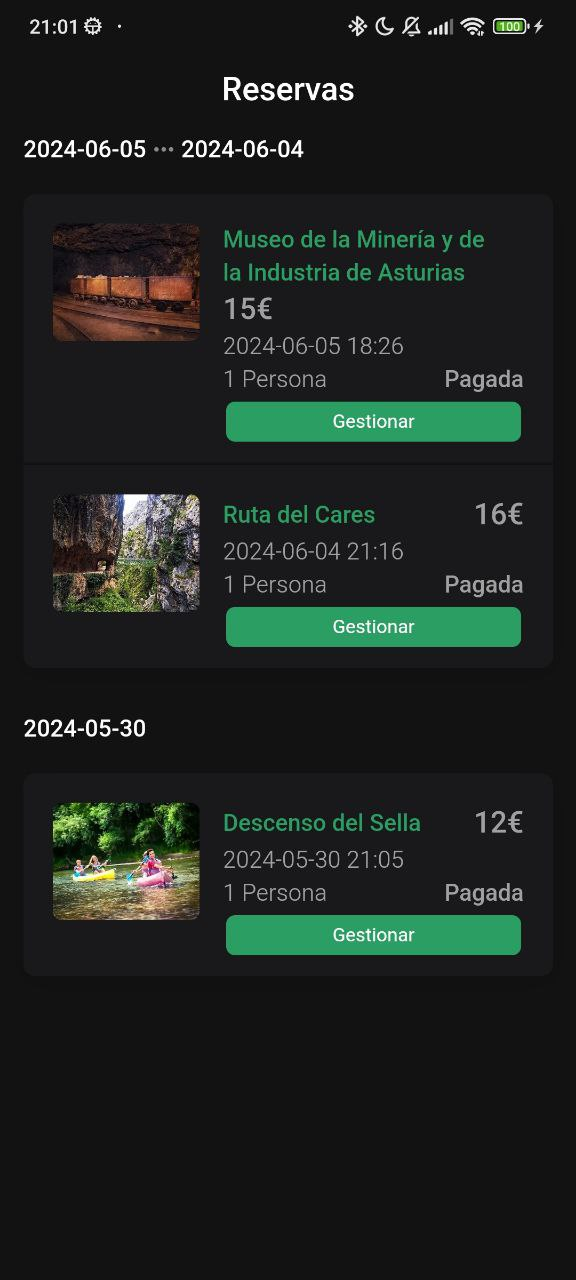 21:01
100
Reservas
2024-06-05 ••• 2024-06-04
Museo de la Minería y de
la Industria de Asturias
15€
2024-06-05 18:26
1 Persona Pagada
Gestionar
Ruta del Cares 16€
2024-06-04 21:16
1 Persona Pagada
Gestionar
2024-05-30
Descenso del Sella 12€
2024-05-30 21:05
1 Persona Pagada
Gestionar